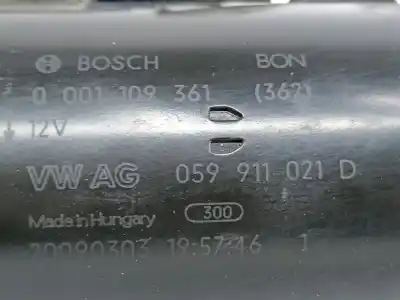 BOSCH BON
0 001 109 361 (362)
12V
VW AG 059 911 021 D
Made in Hungary 300
20090303 19:57:46 1